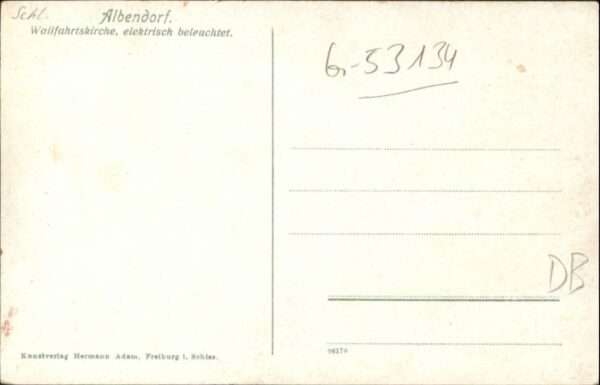 Schl. Albendorf.
Wallfahrtskirche, elektrisch beleuchtet.
53134
DB
Kunstverlag Hermann Adam, Freiburg i. Schles.